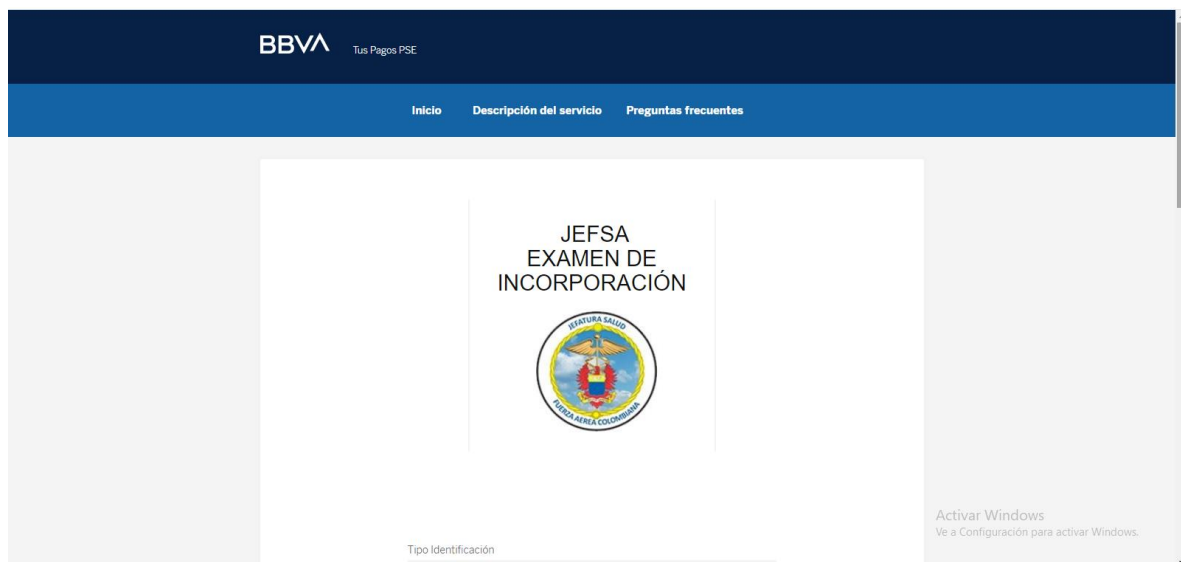 BBVA
Tus Pagos PSE
Inicio
Descripción del servicio
Preguntas frecuentes
JEFSA
EXAMEN DE
INCORPORACIÓN
JEFATURA SALUD
FUERZA AEREA COLOMBIANA
Tipo Identificación
Activar Windows
Ve a Configuración para activar Windows.